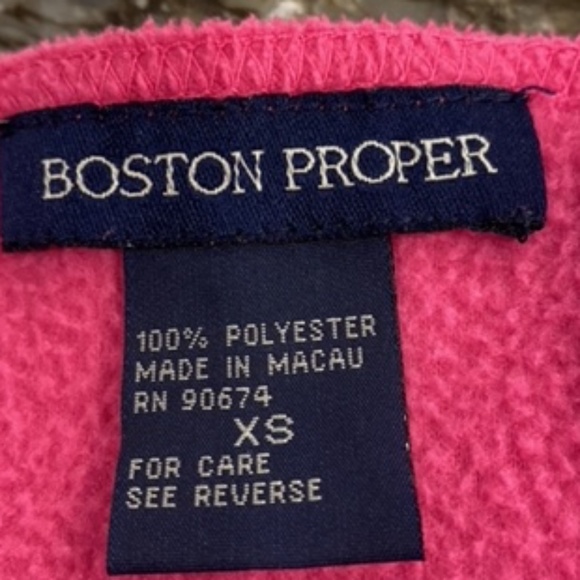 BOSTON PROPER
100% POLYESTER
MADE IN MACAU
RN 90674
XS
FOR CARE
SEE REVERSE